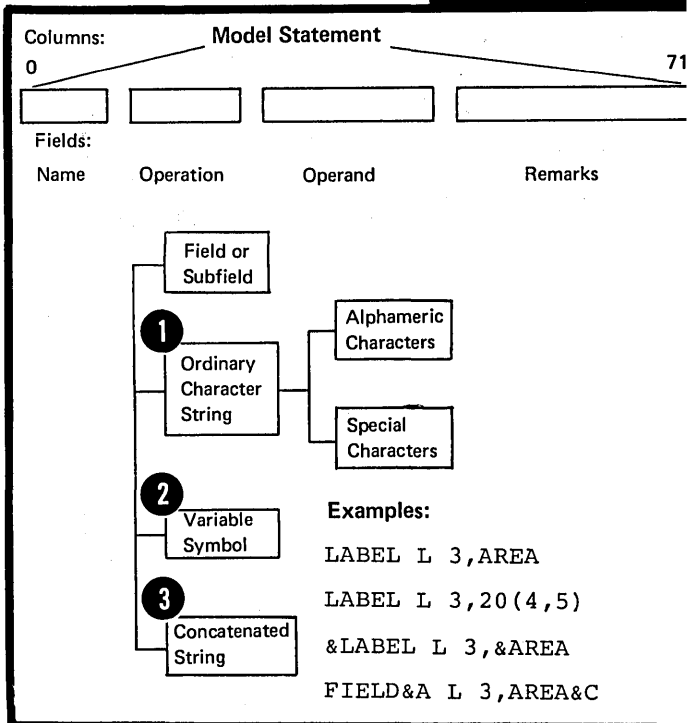 Columns: Model Statement
0 71
Fields:
Name Operation Operand Remarks
Field or
Subfield
1
Ordinary
Character
String
Alphameric
Characters
Special
Characters
2
Variable
Symbol
3
Concatenated
String
Examples:
LABEL L 3,AREA
LABEL L 3,20(4,5)
&LABEL L 3,&AREA
FIELD&A L 3,AREA&C